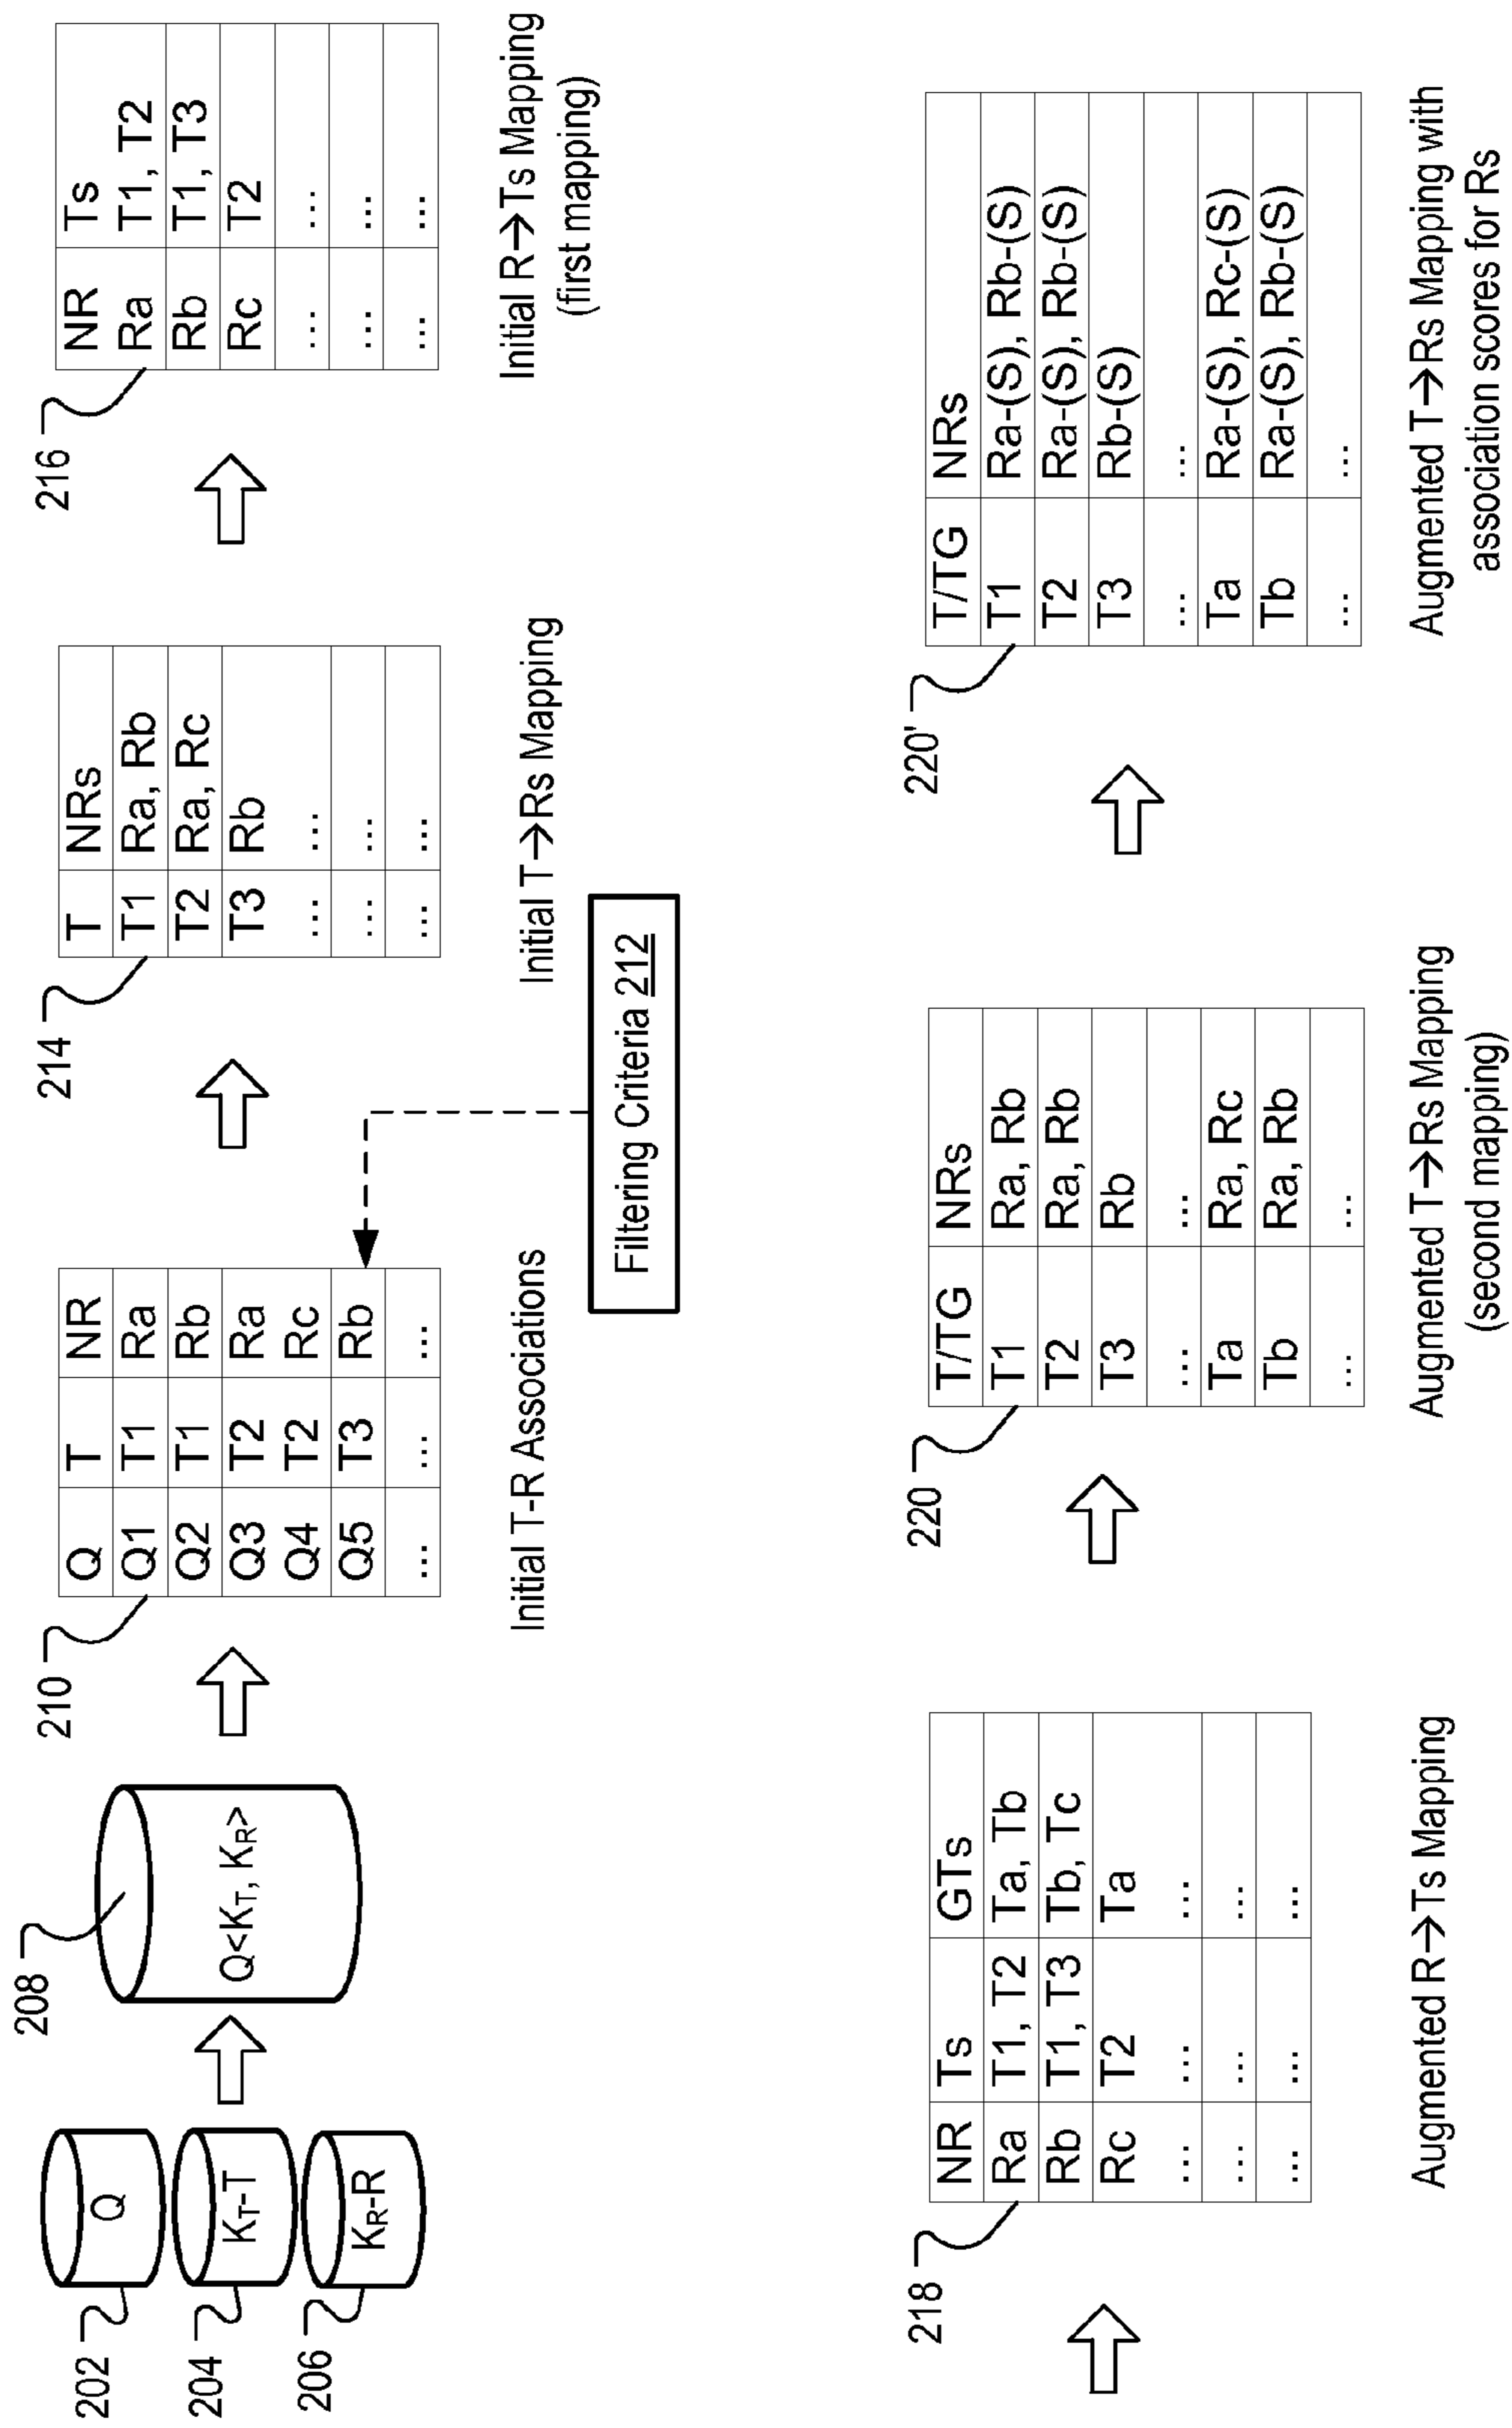 202
Q
204
KT-T
206
KR-R
208
Q<KT, KR>
210
Q T NR
Q1 T1 Ra
Q2 T1 Rb
Q3 T2 Ra
Q4 T2 Rc
Q5 T3 Rb
... ... ...
Initial T-R Associations
Filtering Criteria 212
214
T NRs
T1 Ra, Rb
T2 Ra, Rc
T3 Rb
... ...
... ...
... ...
Initial T→Rs Mapping
216
NR Ts
Ra T1, T2
Rb T1, T3
Rc T2
... ...
... ...
... ...
Initial R→Ts Mapping
(first mapping)
218
NR Ts GTs
Ra T1, T2 Ta, Tb
Rb T1, T3 Tb, Tc
Rc T2 Ta
... ... ...
... ... ...
... ... ...
Augmented R→Ts Mapping
220
T/TG NRs
T1 Ra, Rb
T2 Ra, Rb
T3 Rb
... ...
Ta Ra, Rc
Tb Ra, Rb
... ...
Augmented T→Rs Mapping
(second mapping)
220'
T/TG NRs
T1 Ra-(S), Rb-(S)
T2 Ra-(S), Rb-(S)
T3 Rb-(S)
... ...
Ta Ra-(S), Rc-(S)
Tb Ra-(S), Rb-(S)
... ...
Augmented T→Rs Mapping with
association scores for Rs